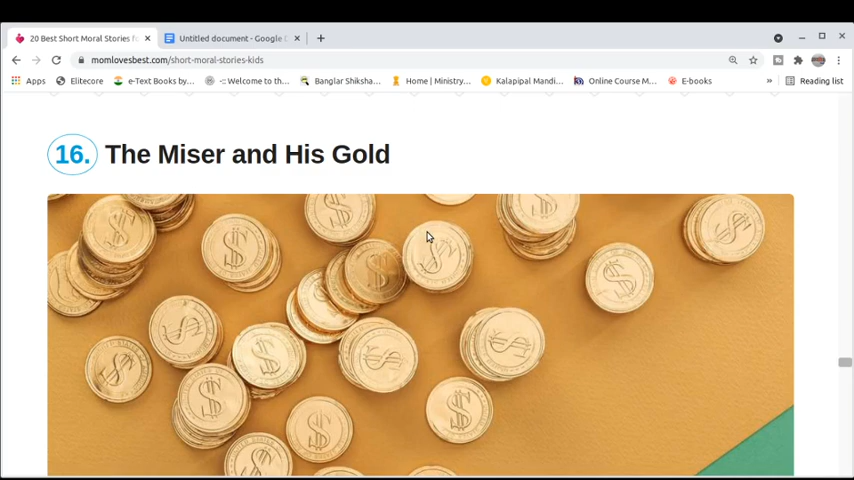 20 Best Short Moral Stories f
Untitled document - Google D
momlovesbest.com/short-moral-stories-kids
Apps
Elitecore
e-Text Books by...
-: Welcome to th...
Banglar Shiksha...
Home | Ministry...
Kalapipal Mandi...
Online Course M...
E-books
»
Reading list
16. The Miser and His Gold